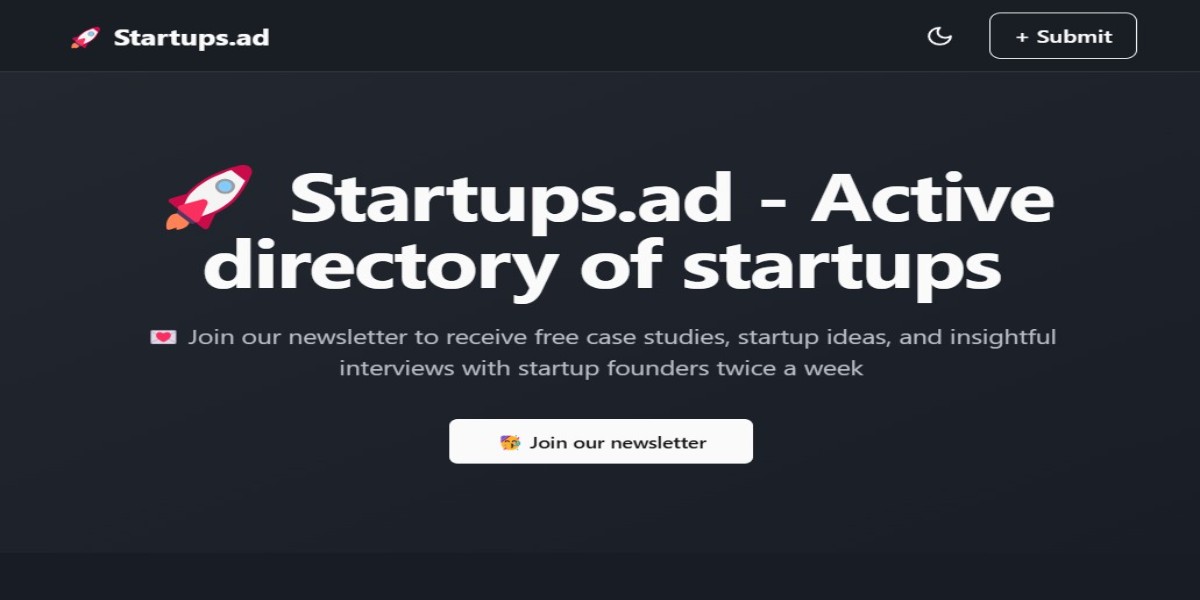 🚀 Startups.ad
+ Submit
🚀 Startups.ad - Active
directory of startups
💌 Join our newsletter to receive free case studies, startup ideas, and insightful
interviews with startup founders twice a week
🥳 Join our newsletter